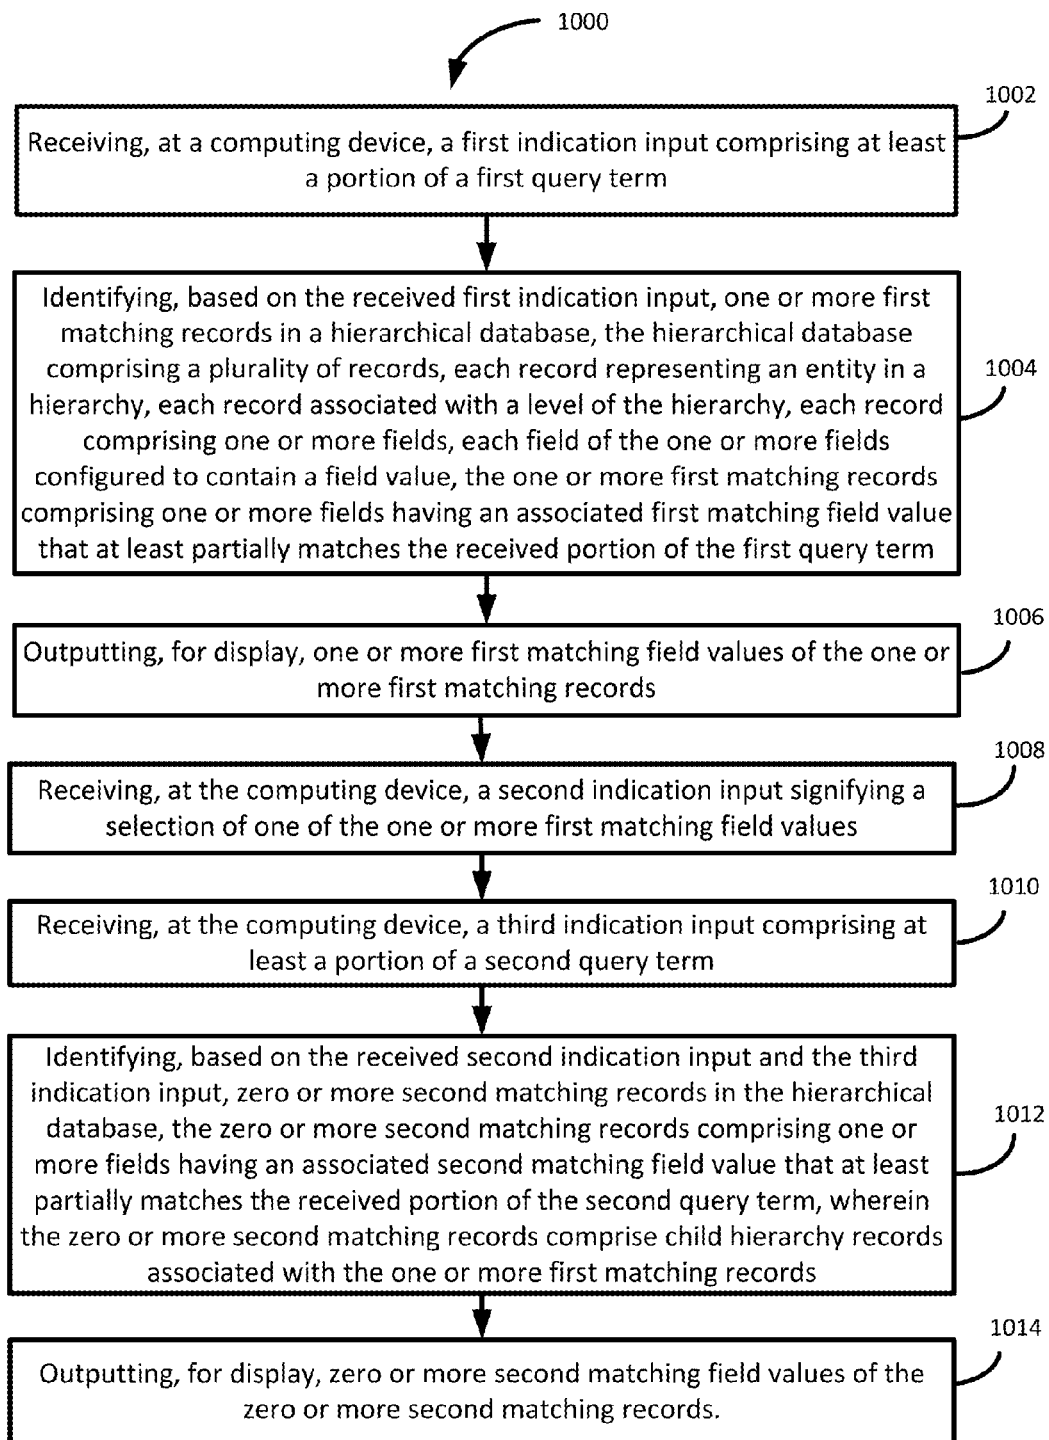 1000
1002
Receiving, at a computing device, a first indication input comprising at least
a portion of a first query term
Identifying, based on the received first indication input, one or more first
matching records in a hierarchical database, the hierarchical database
comprising a plurality of records, each record representing an entity in a
hierarchy, each record associated with a level of the hierarchy, each record
comprising one or more fields, each field of the one or more fields
configured to contain a field value, the one or more first matching records
comprising one or more fields having an associated first matching field value
that at least partially matches the received portion of the first query term
1004
1006
Outputting, for display, one or more first matching field values of the one or
more first matching records
1008
Receiving, at the computing device, a second indication input signifying a
selection of one of the one or more first matching field values
1010
Receiving, at the computing device, a third indication input comprising at
least a portion of a second query term
Identifying, based on the received second indication input and the third
indication input, zero or more second matching records in the hierarchical
database, the zero or more second matching records comprising one or
more fields having an associated second matching field value that at least
partially matches the received portion of the second query term, wherein
the zero or more second matching records comprise child hierarchy records
associated with the one or more first matching records
1012
1014
Outputting, for display, zero or more second matching field values of the
zero or more second matching records.